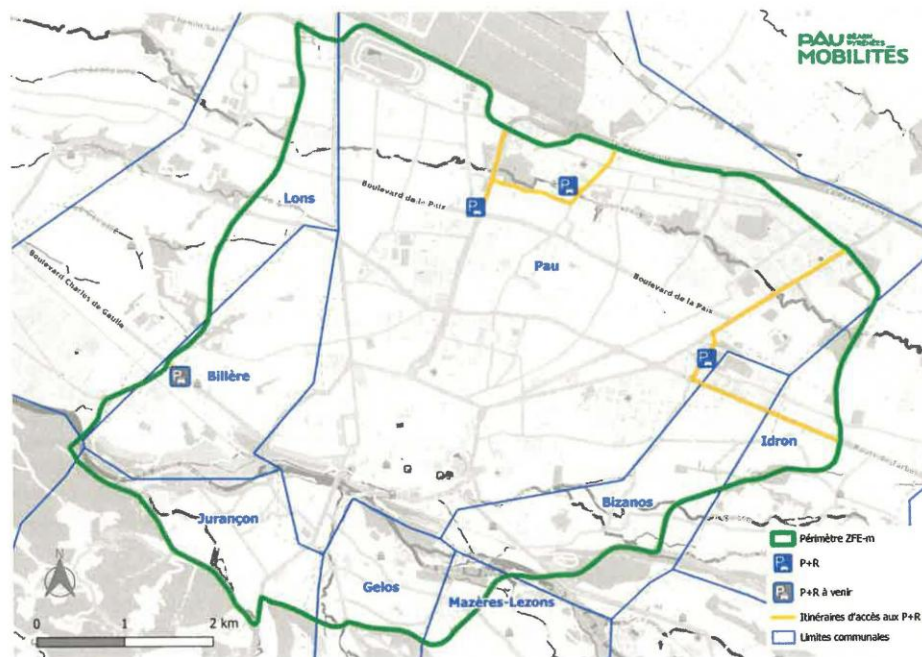 PAU BÉARN
PYRÉNÉES
MOBILITÉS
Lons
Boulevard de la Paix
Pau
Boulevard de la Paix
Boulevard Charles de Gaulle
Billère
Idron
Bizanos
Jurançon
Gelos
Mazères-Lezons
N
0 1 2 km
Périmètre ZFE-m
P+R
P+R à venir
Itinéraires d'accès aux P+R
Limites communales